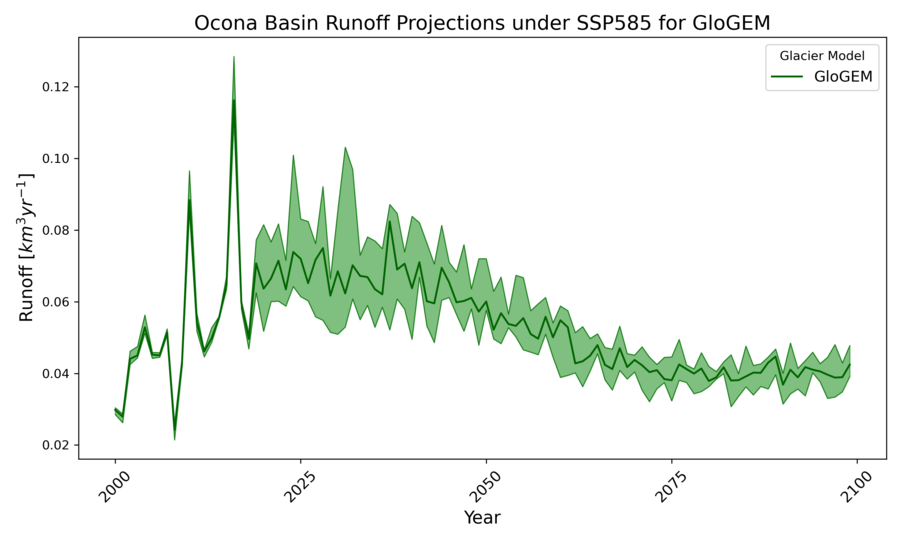 Ocona Basin Runoff Projections under SSP585 for GloGEM
Glacier Model
GloGEM
0.12
0.10
0.08
0.06
0.04
0.02
Runoff [km³yr⁻¹]
2000
2025
2050
2075
2100
Year